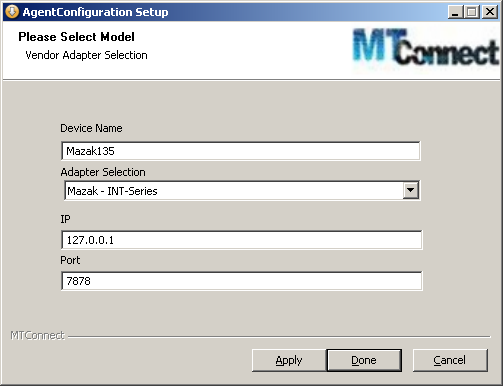 AgentConfiguration Setup
Please Select Model
Vendor Adapter Selection
MTConnect
Device Name
Mazak135
Adapter Selection
Mazak - INT-Series
IP
127.0.0.1
Port
7878
MTConnect
Apply Done Cancel